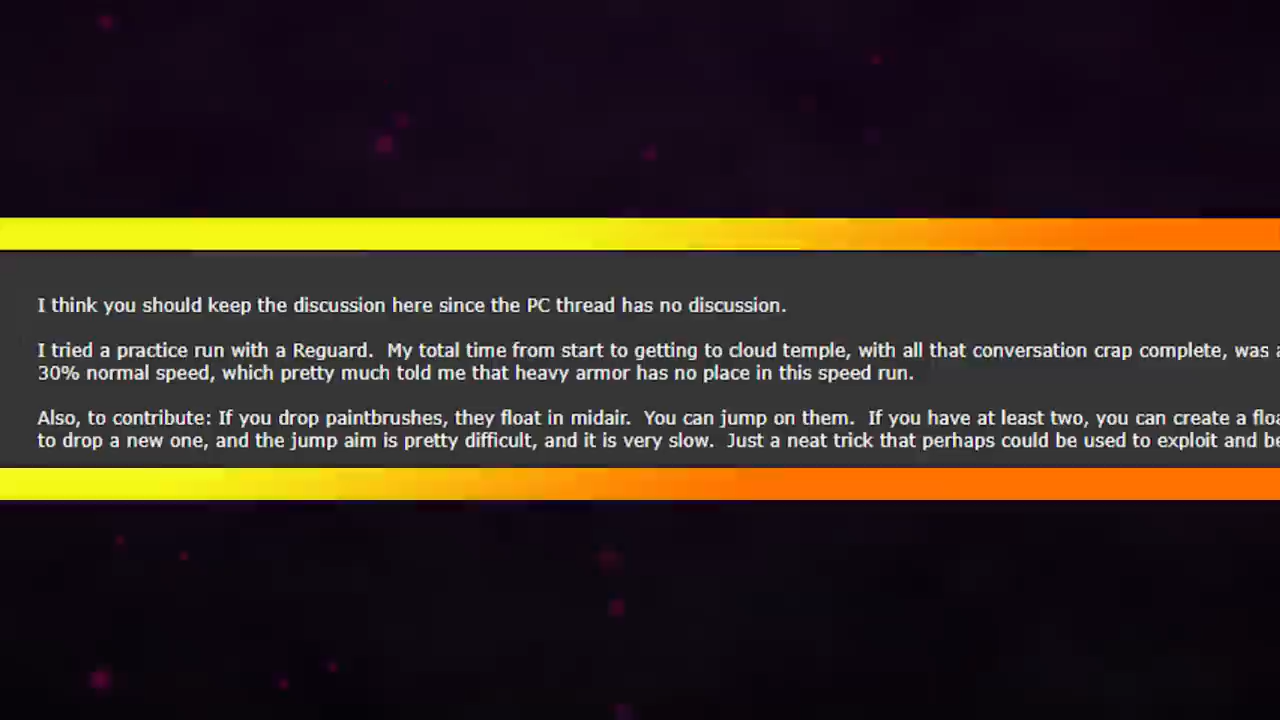 I think you should keep the discussion here since the PC thread has no discussion.
I tried a practice run with a Reguard.  My total time from start to getting to cloud temple, with all that conversation crap complete, was
30% normal speed, which pretty much told me that heavy armor has no place in this speed run.
Also, to contribute: If you drop paintbrushes, they float in midair.  You can jump on them.  If you have at least two, you can create a
to drop a new one, and the jump aim is pretty difficult, and it is very slow.  Just a neat trick that perhaps could be used to exploit and